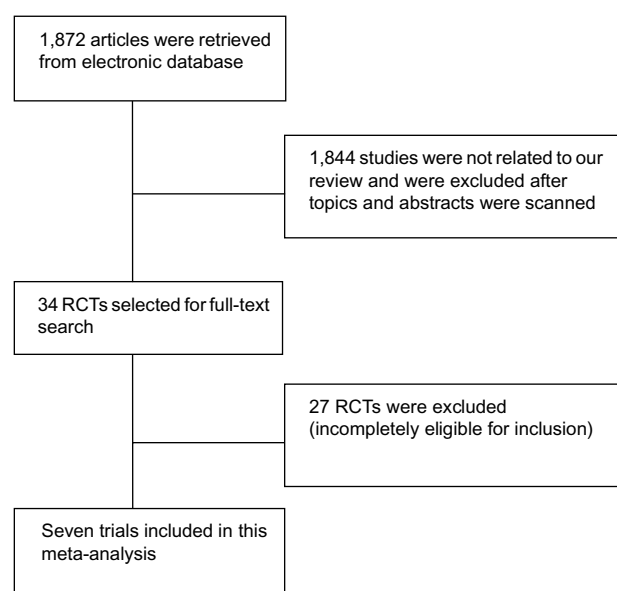 1,872 articles were retrieved
from electronic database
1,844 studies were not related to our
review and were excluded after
topics and abstracts were scanned
34 RCTs selected for full-text
search
27 RCTs were excluded
(incompletely eligible for inclusion)
Seven trials included in this
meta-analysis